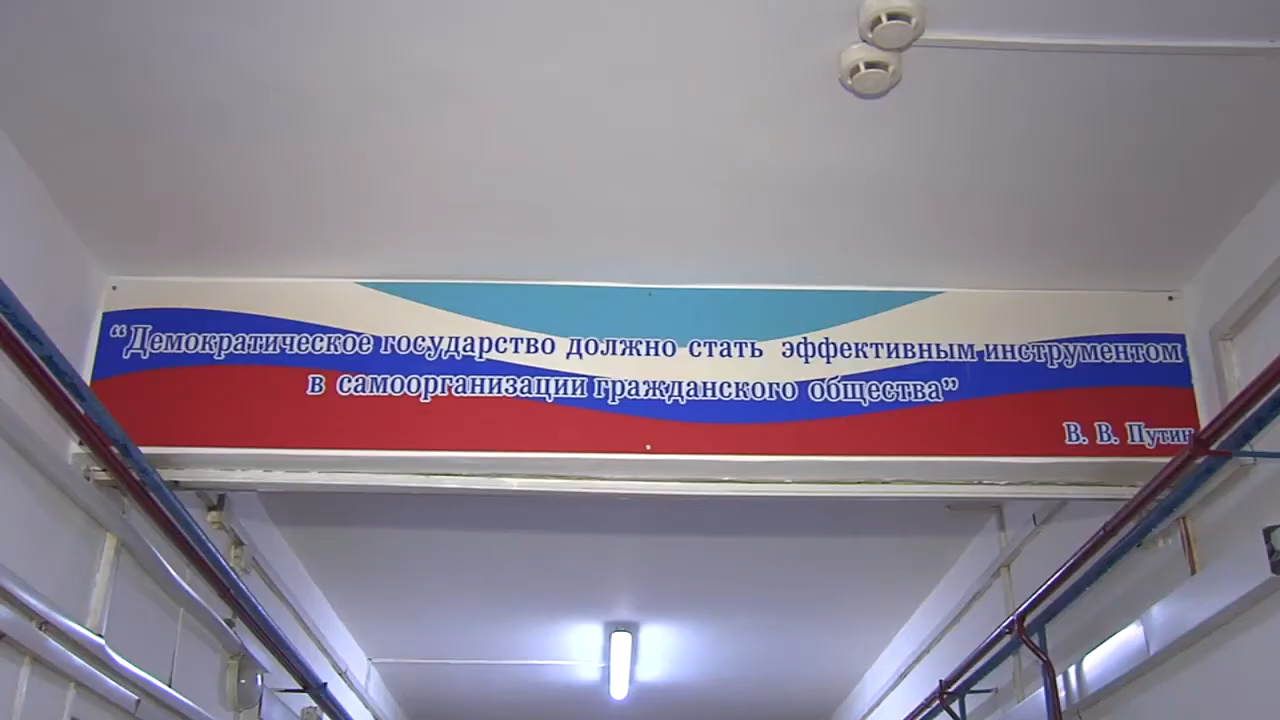 “Демократическое государство должно стать эффективным инструментом
в самоорганизации гражданского общества”
В. В. Путин